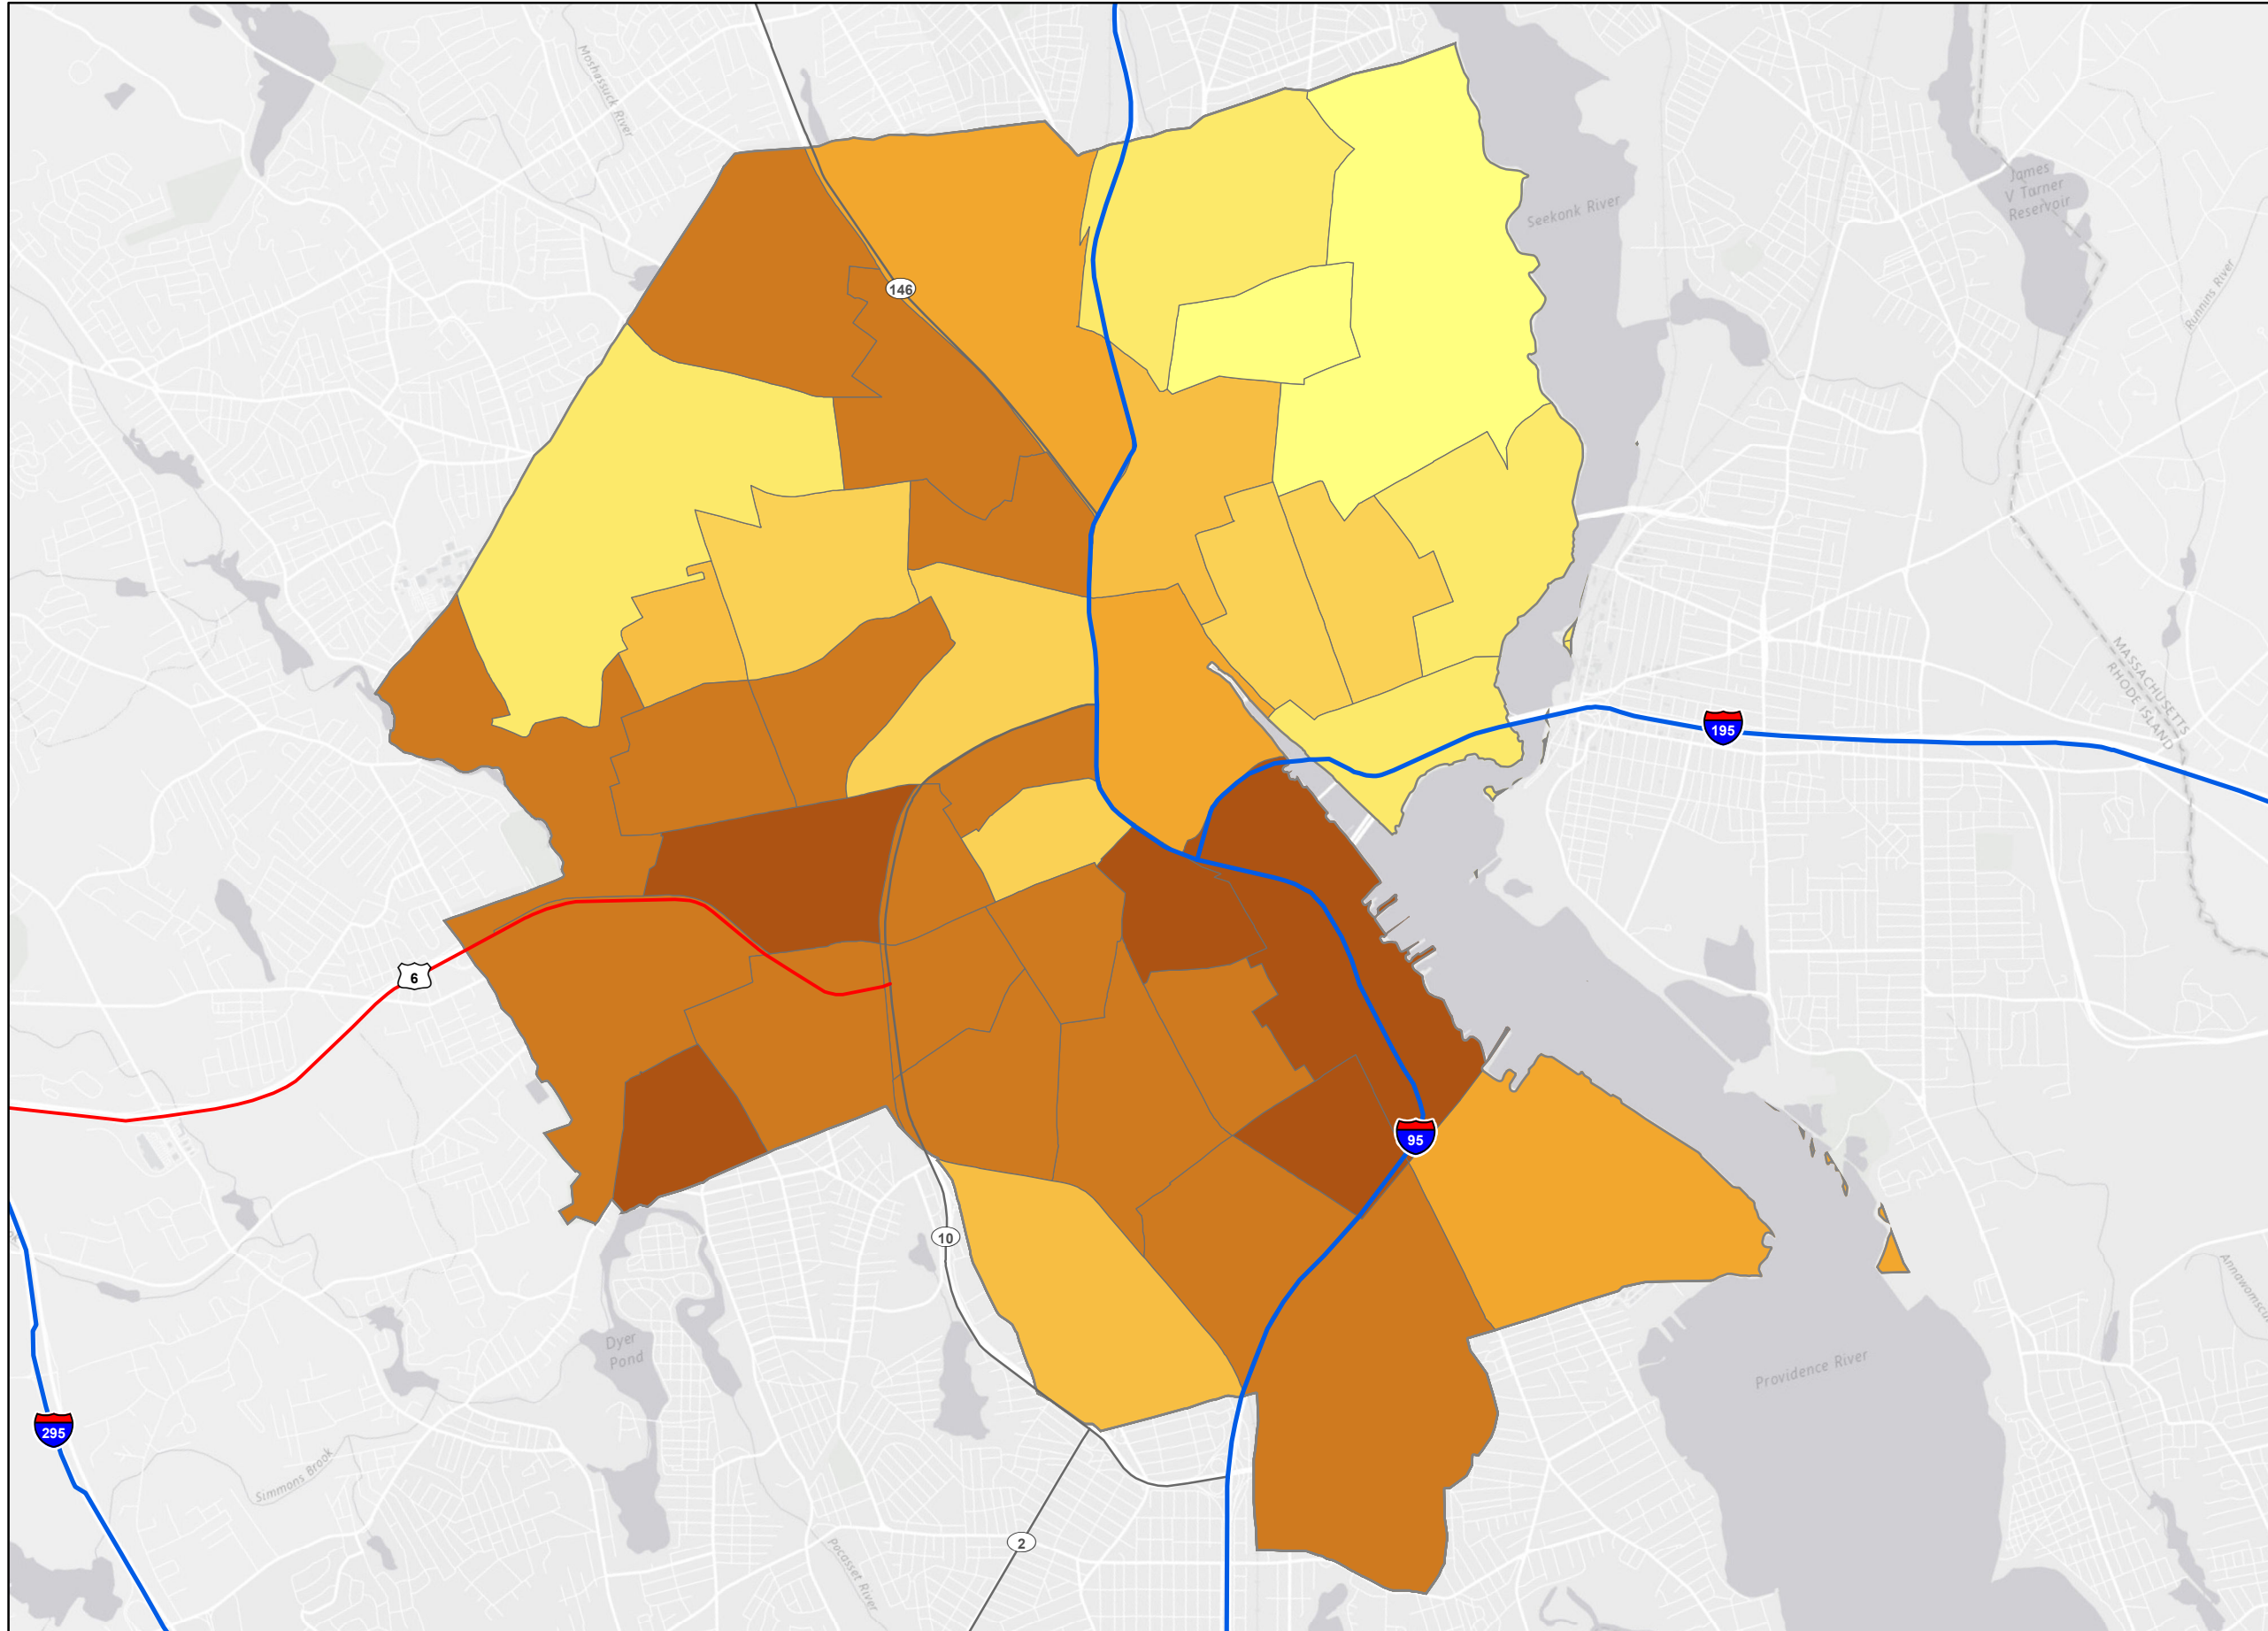 Moshassuck River
James
V Turner
Reservoir
Seekonk River
Runnins River
146
MASSACHUSETTS
RHODE ISLAND
195
6
95
10
Dyer
Pond
Providence River
295
Simmons Brook
Pocasset River
2